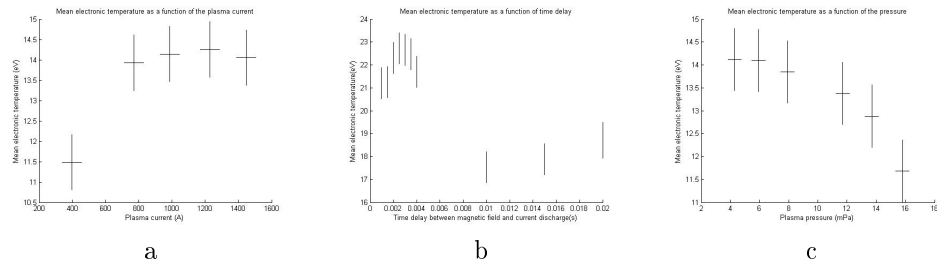 Mean electronic temperature as a function of the plasma current
15
14.5
14
13.5
13
12.5
12
11.5
11
10.5
Mean electronic temperature (eV)
200 400 600 800 1000 1200 1400 1600
Plasma current (A)
a
Mean electronic temperature as a function of time delay
24
23
22
21
20
19
18
17
16
Mean electronic temperature(eV)
0 0.002 0.004 0.006 0.008 0.01 0.012 0.014 0.016 0.018 0.02
Time delay between magnetic field and current discharge(s)
b
Mean electronic temperature as a function of the pressure
15
14.5
14
13.5
13
12.5
12
11.5
11
Mean electronic temperature (eV)
2 4 6 8 10 12 14 16 18
Plasma pressure (mPa)
c